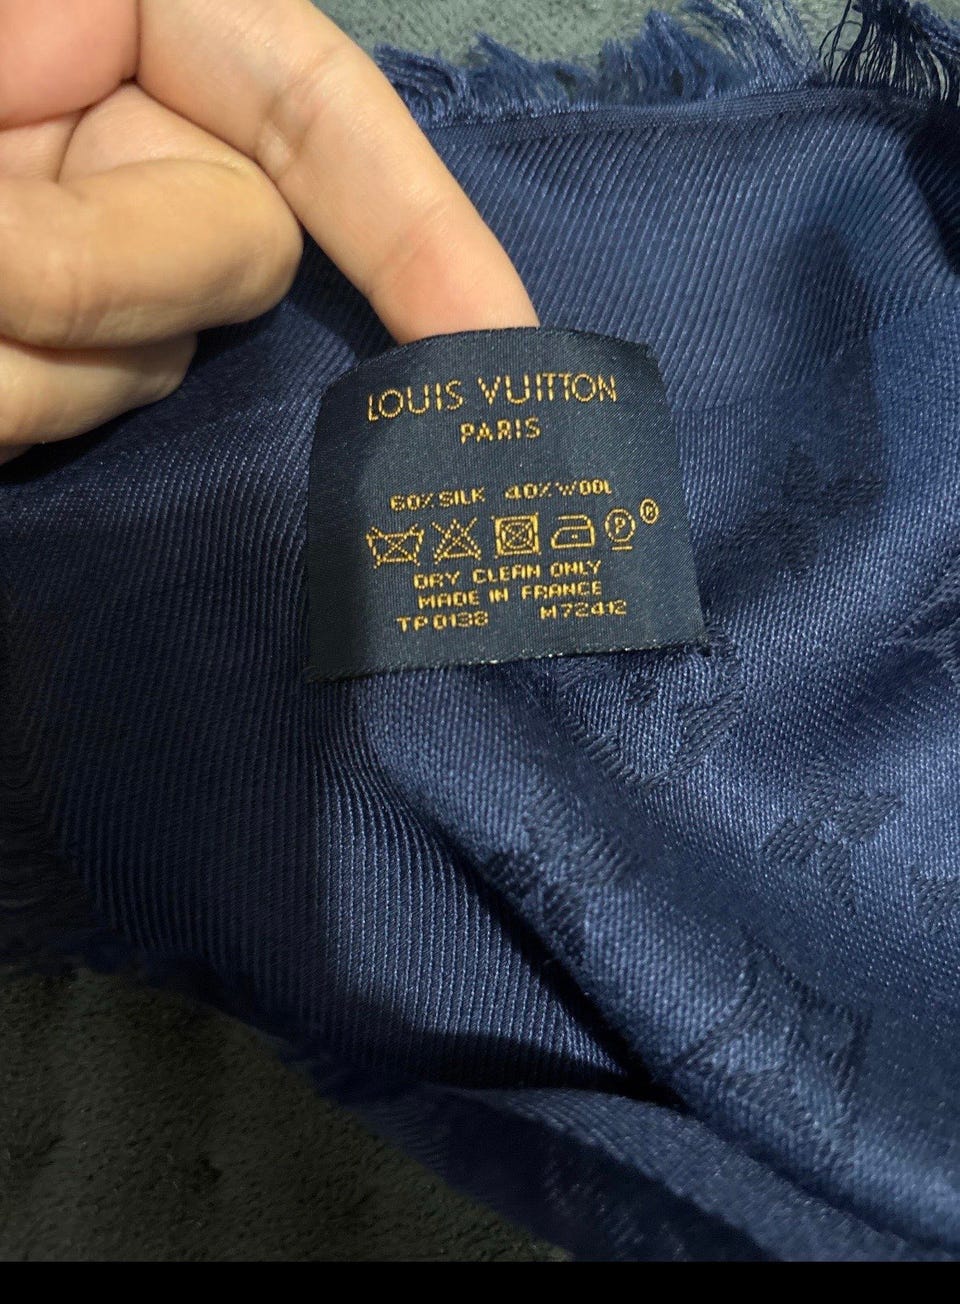 LOUIS VUITTON
PARIS
60% SILK 40% WOOL
P R
DRY CLEAN ONLY
MADE IN FRANCE
TP0138 M72412